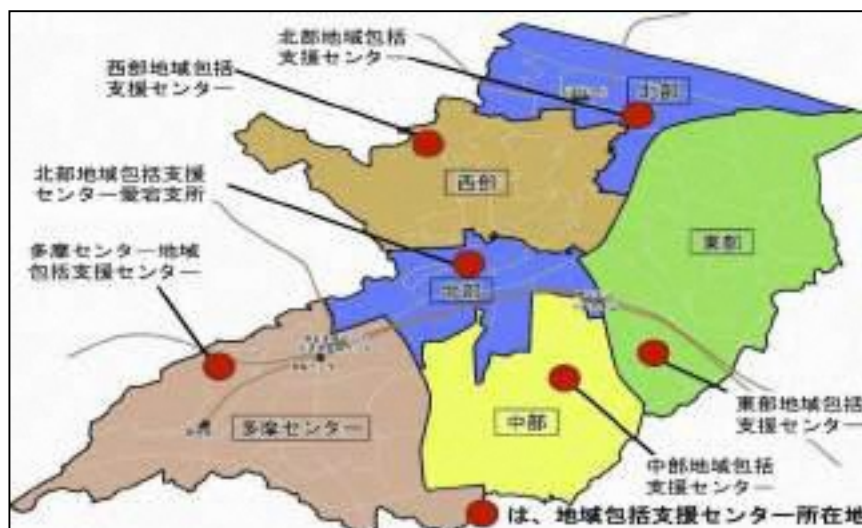 北部地域包括
支援センター
西部地域包括
支援センター
北部
北部地域包括支援
センター愛宕支所
西部
東部
多摩センター地域
包括支援センター
北部
多摩センター
中部
東部地域包括
支援センター
中部地域包括
支援センター
は、地域包括支援センター所在地